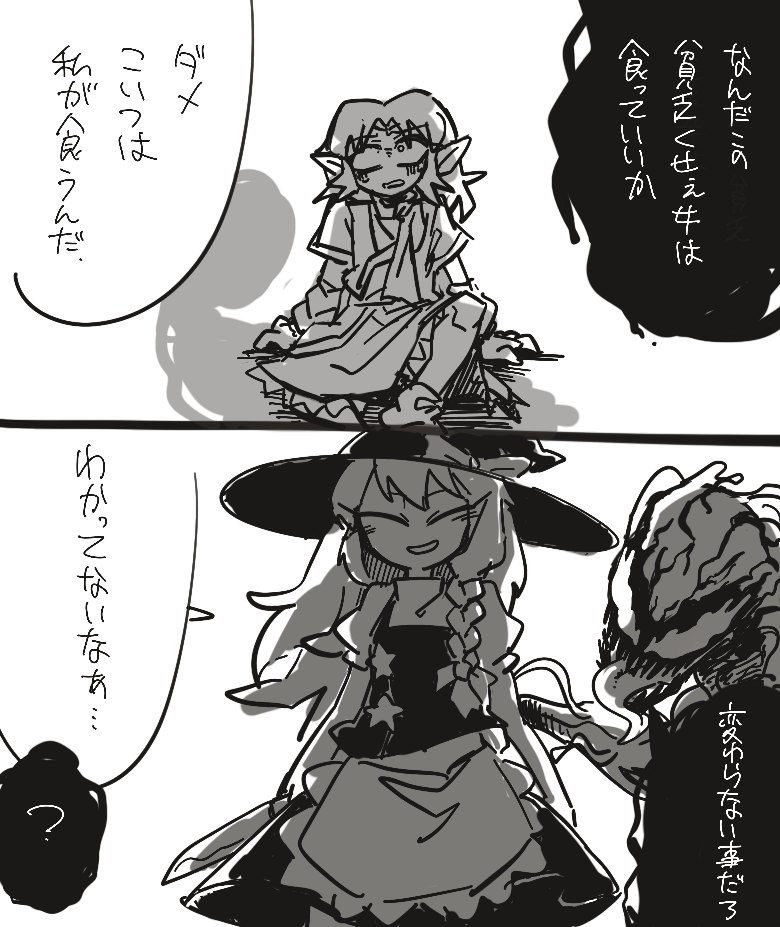 なんだこの
貧乏くせぇ女は
食っていいか
ダメ
こいつは
私が食うんだ、
変わらない事だろ
わかってないなぁ…
？